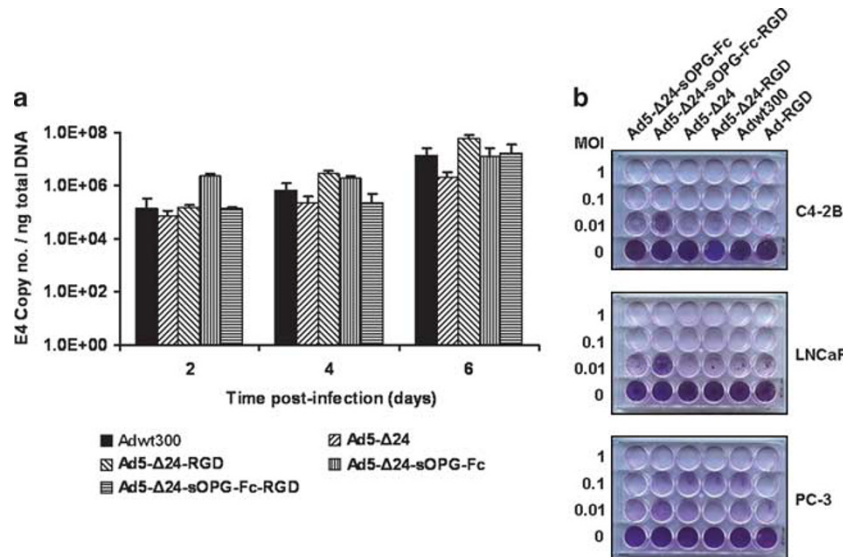 a
E4 Copy no. / ng total DNA
1.0E+08
1.0E+06
1.0E+04
1.0E+02
1.0E+00
2 4 6
Time post-infection (days)
Adwt300
Ad5-Δ24
Ad5-Δ24-RGD
Ad5-Δ24-sOPG-Fc
Ad5-Δ24-sOPG-Fc-RGD
b
Ad5-Δ24-sOPG-Fc
Ad5-Δ24-sOPG-Fc-RGD
Ad5-Δ24
Ad5-Δ24-RGD
Adwt300
Ad-RGD
MOI
1
0.1
0.01
0
C4-2B
1
0.1
0.01
0
LNCaP
1
0.1
0.01
0
PC-3